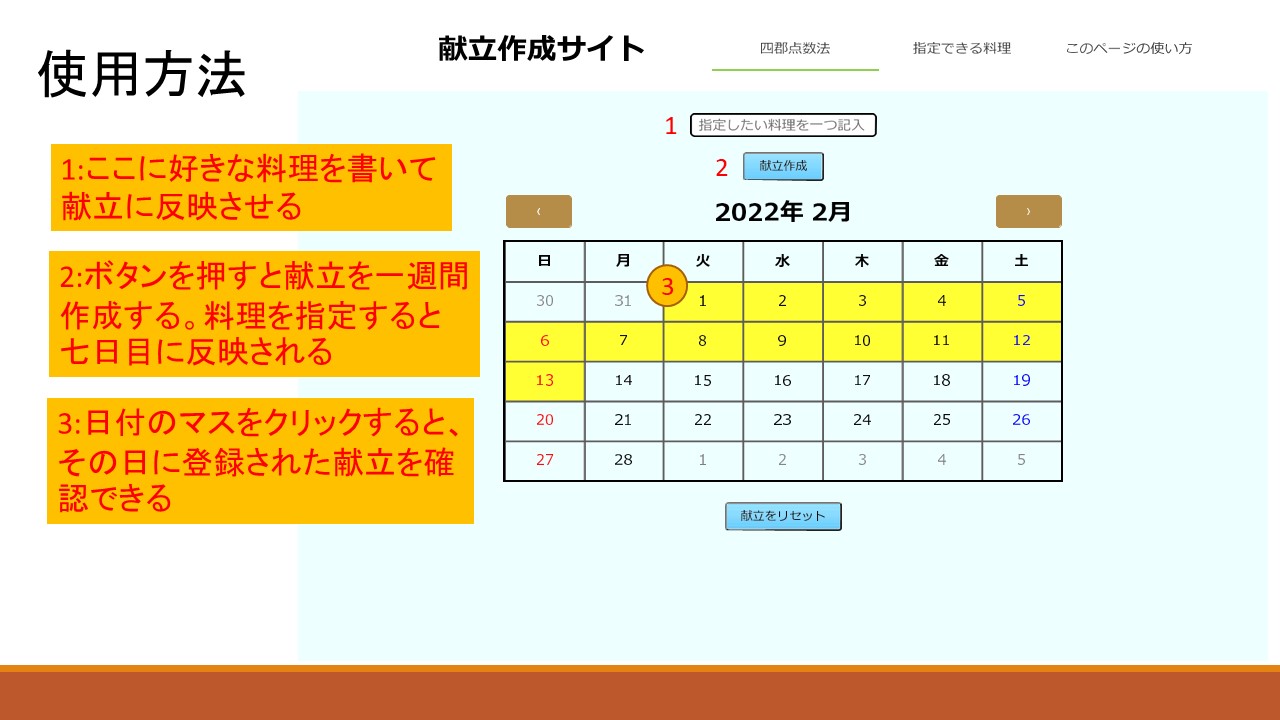 使用方法
献立作成サイト
四郡点数法 指定できる料理 このページの使い方
1:ここに好きな料理を書いて
献立に反映させる
2:ボタンを押すと献立を一週間
作成する。料理を指定すると
七日目に反映される
3:日付のマスをクリックすると、
その日に登録された献立を確
認できる
1 指定したい料理を一つ記入
2 献立作成
‹ 2022年 2月 ›
日 月 火 水 木 金 土
3
30 31 1 2 3 4 5
6 7 8 9 10 11 12
13 14 15 16 17 18 19
20 21 22 23 24 25 26
27 28 1 2 3 4 5
献立をリセット